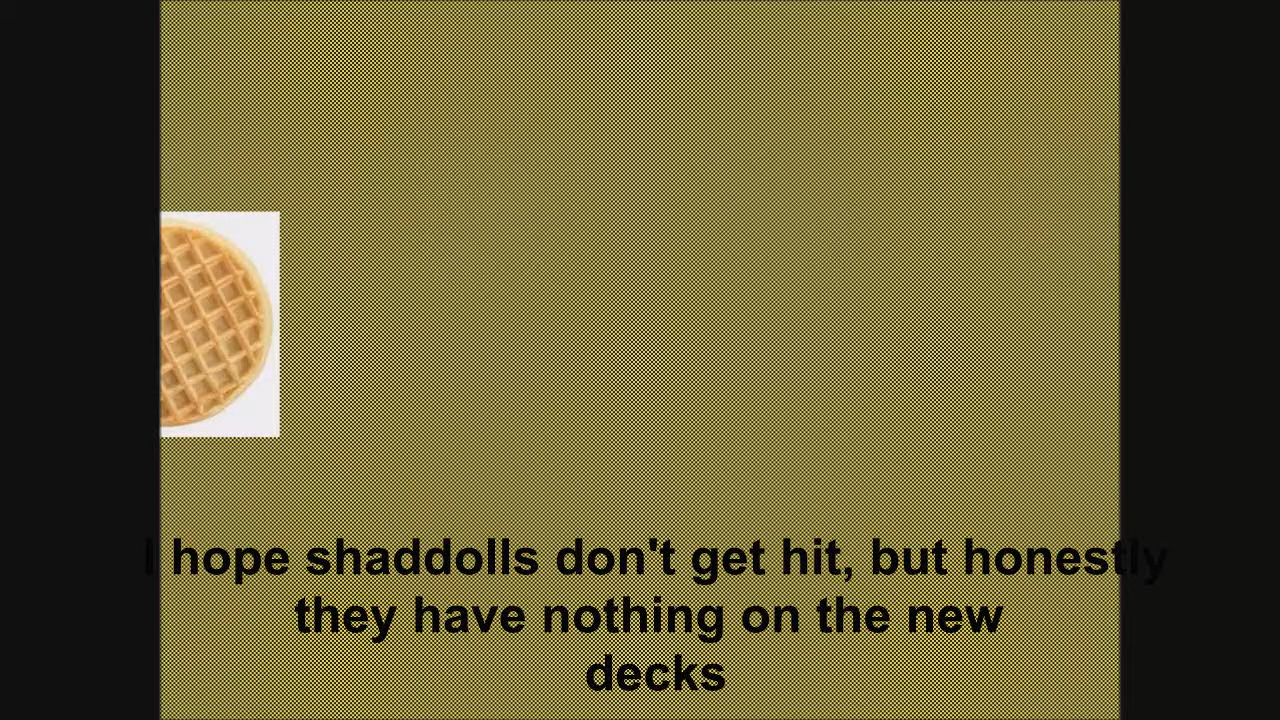 I hope shaddolls don't get hit, but honestly
they have nothing on the new
decks